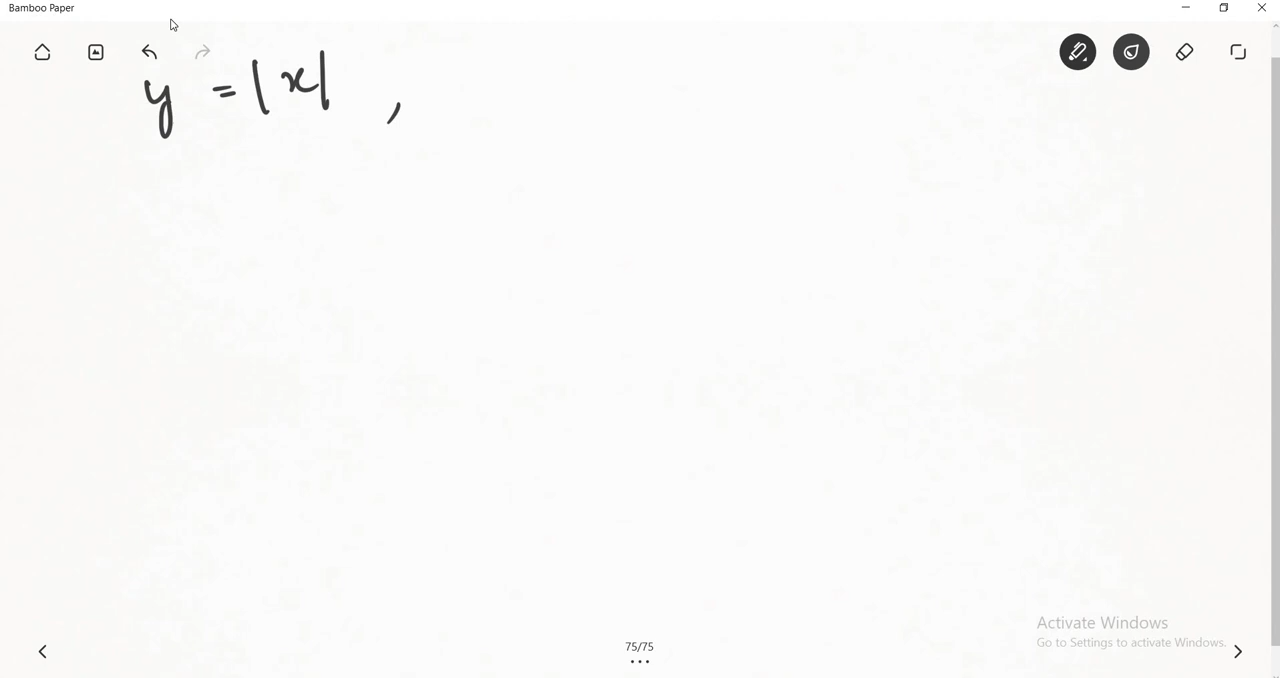 Bamboo Paper
y = |x| ,
Activate Windows
Go to Settings to activate Windows.
75/75